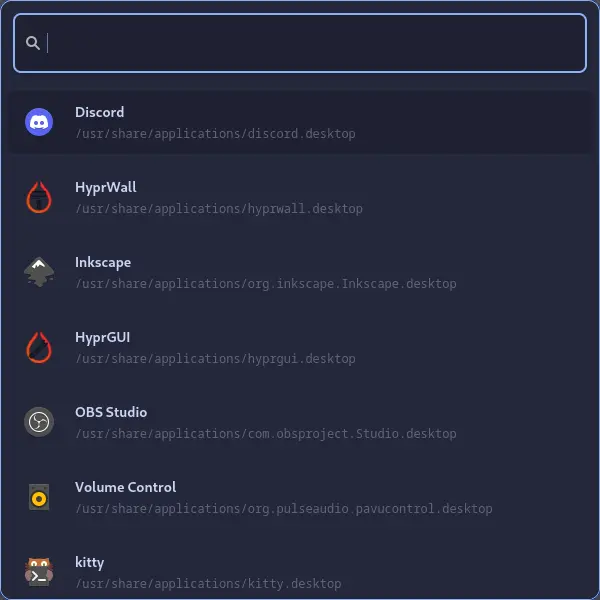 Discord
/usr/share/applications/discord.desktop
HyprWall
/usr/share/applications/hyprwall.desktop
Inkscape
/usr/share/applications/org.inkscape.Inkscape.desktop
HyprGUI
/usr/share/applications/hyprgui.desktop
OBS Studio
/usr/share/applications/com.obsproject.Studio.desktop
Volume Control
/usr/share/applications/org.pulseaudio.pavucontrol.desktop
kitty
/usr/share/applications/kitty.desktop